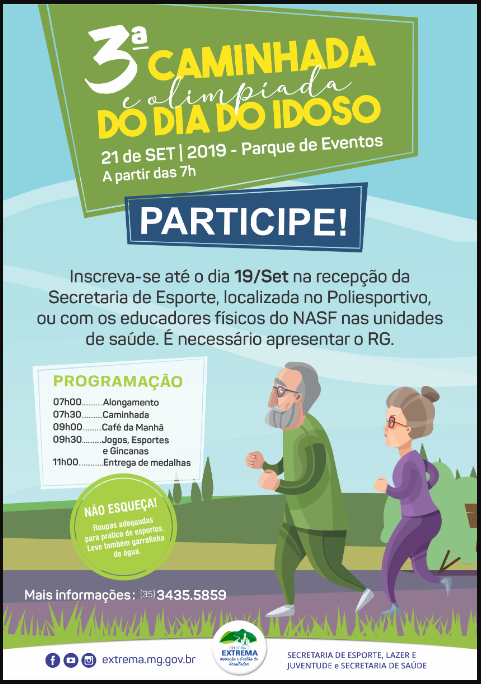 3ª CAMINHADA
e olimpíada
DO DIA DO IDOSO
21 de SET | 2019 - Parque de Eventos
A partir das 7h
PARTICIPE!
Inscreva-se até o dia 19/Set na recepção da
Secretaria de Esporte, localizada no Poliesportivo,
ou com os educadores físicos do NASF nas unidades
de saúde. É necessário apresentar o RG.
PROGRAMAÇÃO
07h00.........Alongamento
07h30.........Caminhada
09h00.........Café da Manhã
09h30.........Jogos, Esportes
e Gincanas
11h00..........Entrega de medalhas
NÃO ESQUEÇA!
Roupas adequadas
para prática de esportes.
Leve também garrafinha
de água.
Mais informações: (35)3435.5859
extrema.mg.gov.br
EXTREMA
SECRETARIA DE ESPORTE, LAZER E
JUVENTUDE e SECRETARIA DE SAÚDE